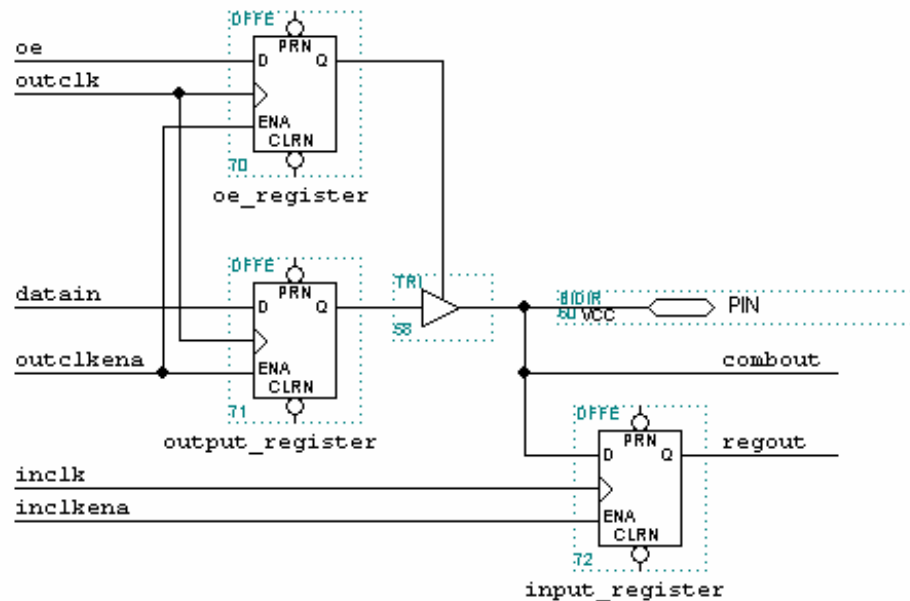 DFFE
oe
PRN
D Q
outclk
ENA
CLRN
70
oe_register
DFFE
TRI
datain
PRN
D Q
BIDIR
PIN
60 VCC
58
outclkena
ENA
combout
CLRN
71
DFFE
output_register
PRN
D Q
regout
inclk
inclkena
ENA
CLRN
72
input_register